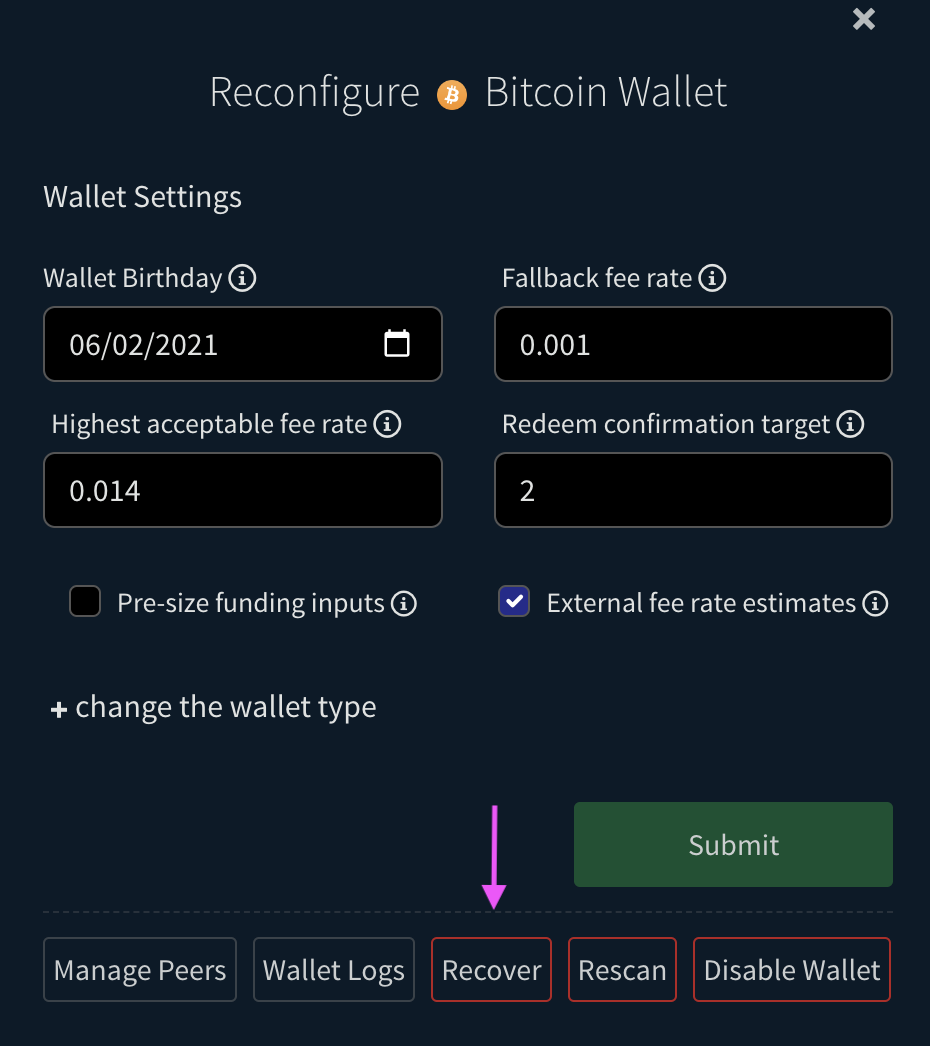 Reconfigure Bitcoin Wallet
Wallet Settings
Wallet Birthday
Fallback fee rate
06/02/2021
0.001
Highest acceptable fee rate
Redeem confirmation target
0.014
2
Pre-size funding inputs
External fee rate estimates
+ change the wallet type
Submit
Manage Peers
Wallet Logs
Recover
Rescan
Disable Wallet